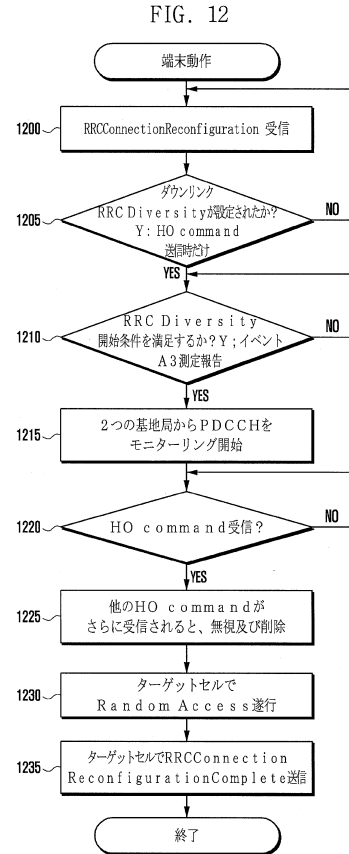 FIG. 12
端末動作
1200
RRCConnectionReconfiguration 受信
ダウンリンク
1205
RRC Diversityが設定されたか?
NO
Y: HO command
送信時だけ
YES
RRC Diversity
1210
開始条件を満足するか?Y;イベント
NO
A3測定報告
YES
1215
2つの基地局からPDCCHを
モニターリング開始
1220
HO command受信?
NO
YES
1225
他のHO commandが
さらに受信されると、無視及び削除
1230
ターゲットセルで
Random Access遂行
1235
ターゲットセルでRRCConnection
ReconfigurationComplete送信
終了